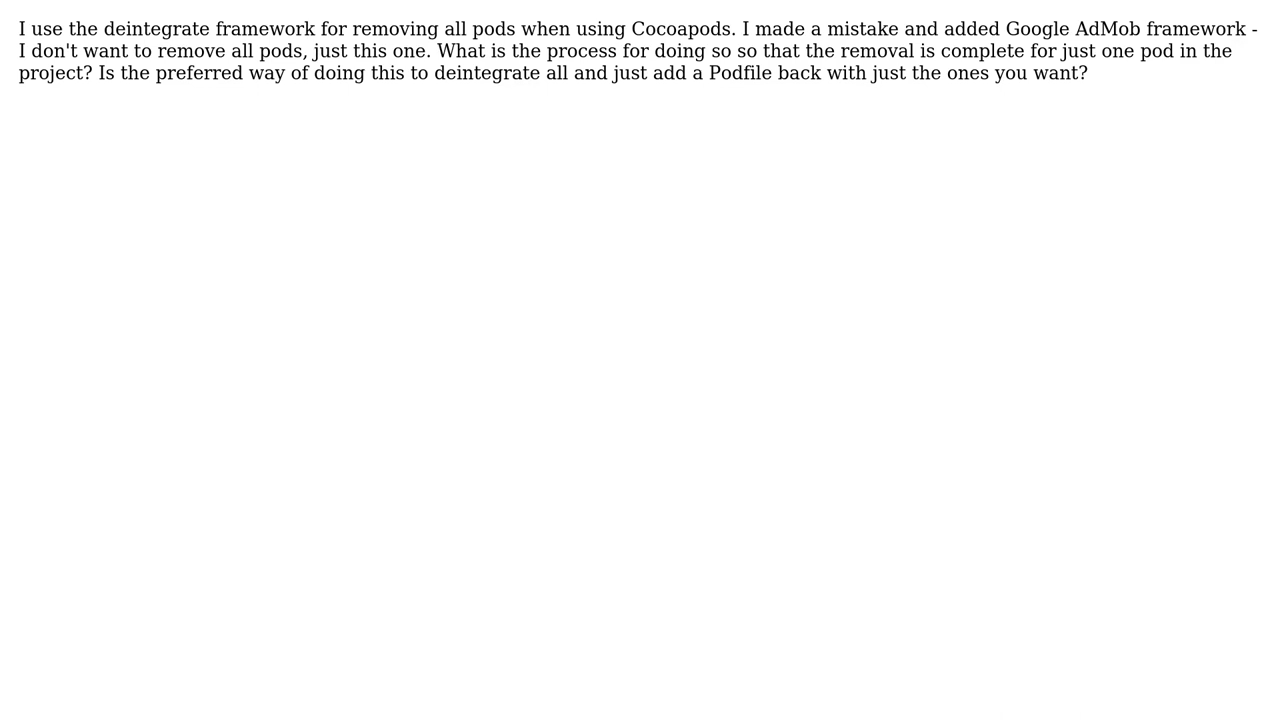 I use the deintegrate framework for removing all pods when using Cocoapods. I made a mistake and added Google AdMob framework -
I don't want to remove all pods, just this one. What is the process for doing so so that the removal is complete for just one pod in the
project? Is the preferred way of doing this to deintegrate all and just add a Podfile back with just the ones you want?